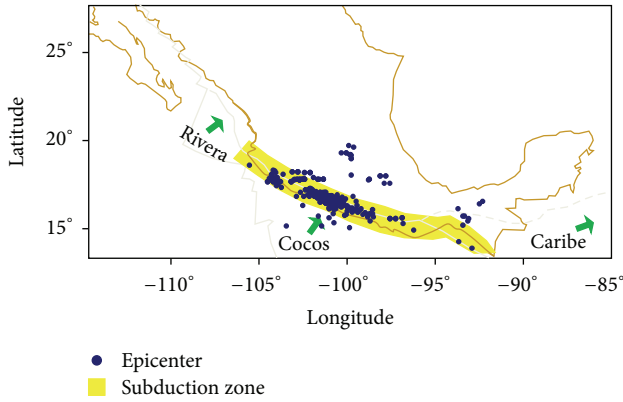 25°
20°
15°
Latitude
Rivera
Cocos
Caribe
−110°
−105°
−100°
−95°
−90°
−85°
Longitude
Epicenter
Subduction zone